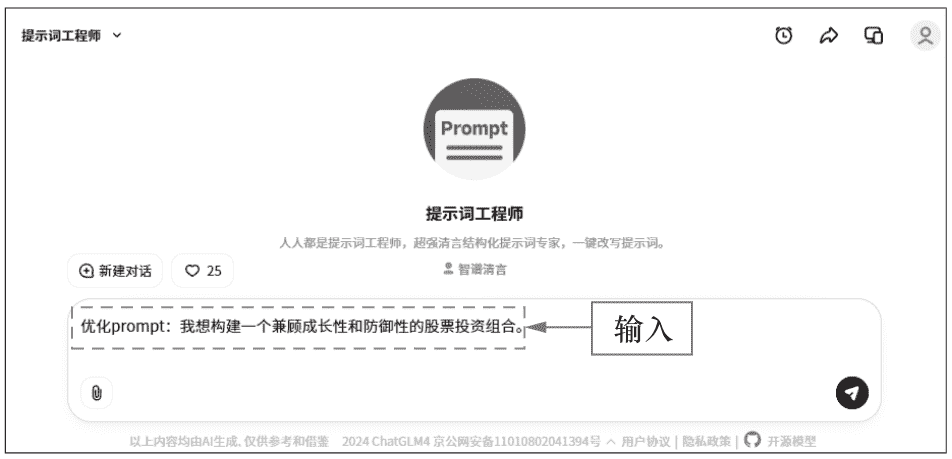 提示词工程师
Prompt
提示词工程师
人人都是提示词工程师，超强清言结构化提示词专家，一键改写提示词。
智谱清言
新建对话 25
优化prompt：我想构建一个兼顾成长性和防御性的股票投资组合。
输入
以上内容均由AI生成,仅供参考和借鉴 2024 ChatGLM4 京公网安备11010802041394号 用户协议 | 隐私政策 | 开源模型